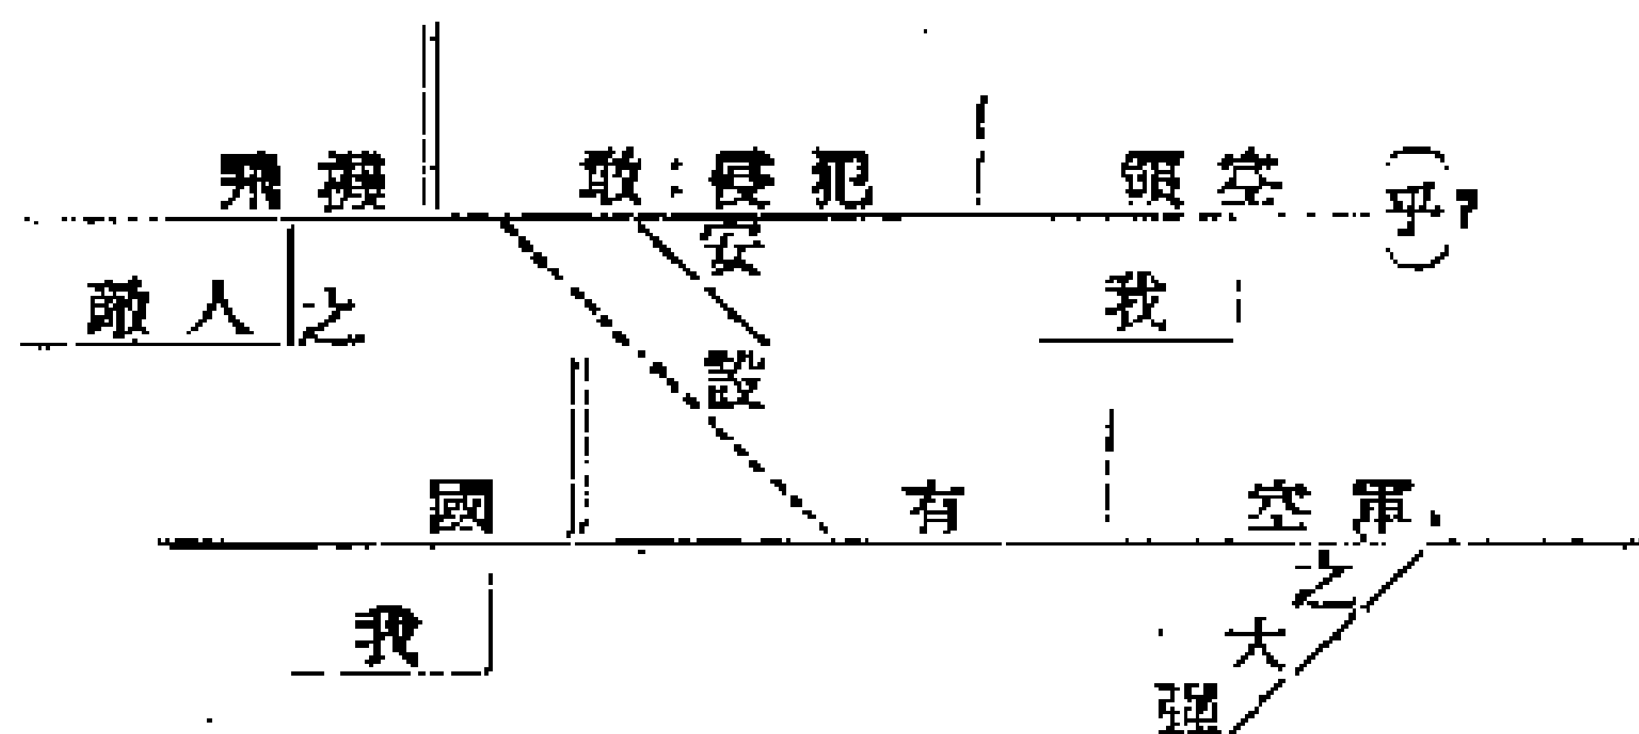 飛機 敢:侵犯 領空 (乎)?
安
敵人 之 我
設
國 有 空軍,
之
我 大
強